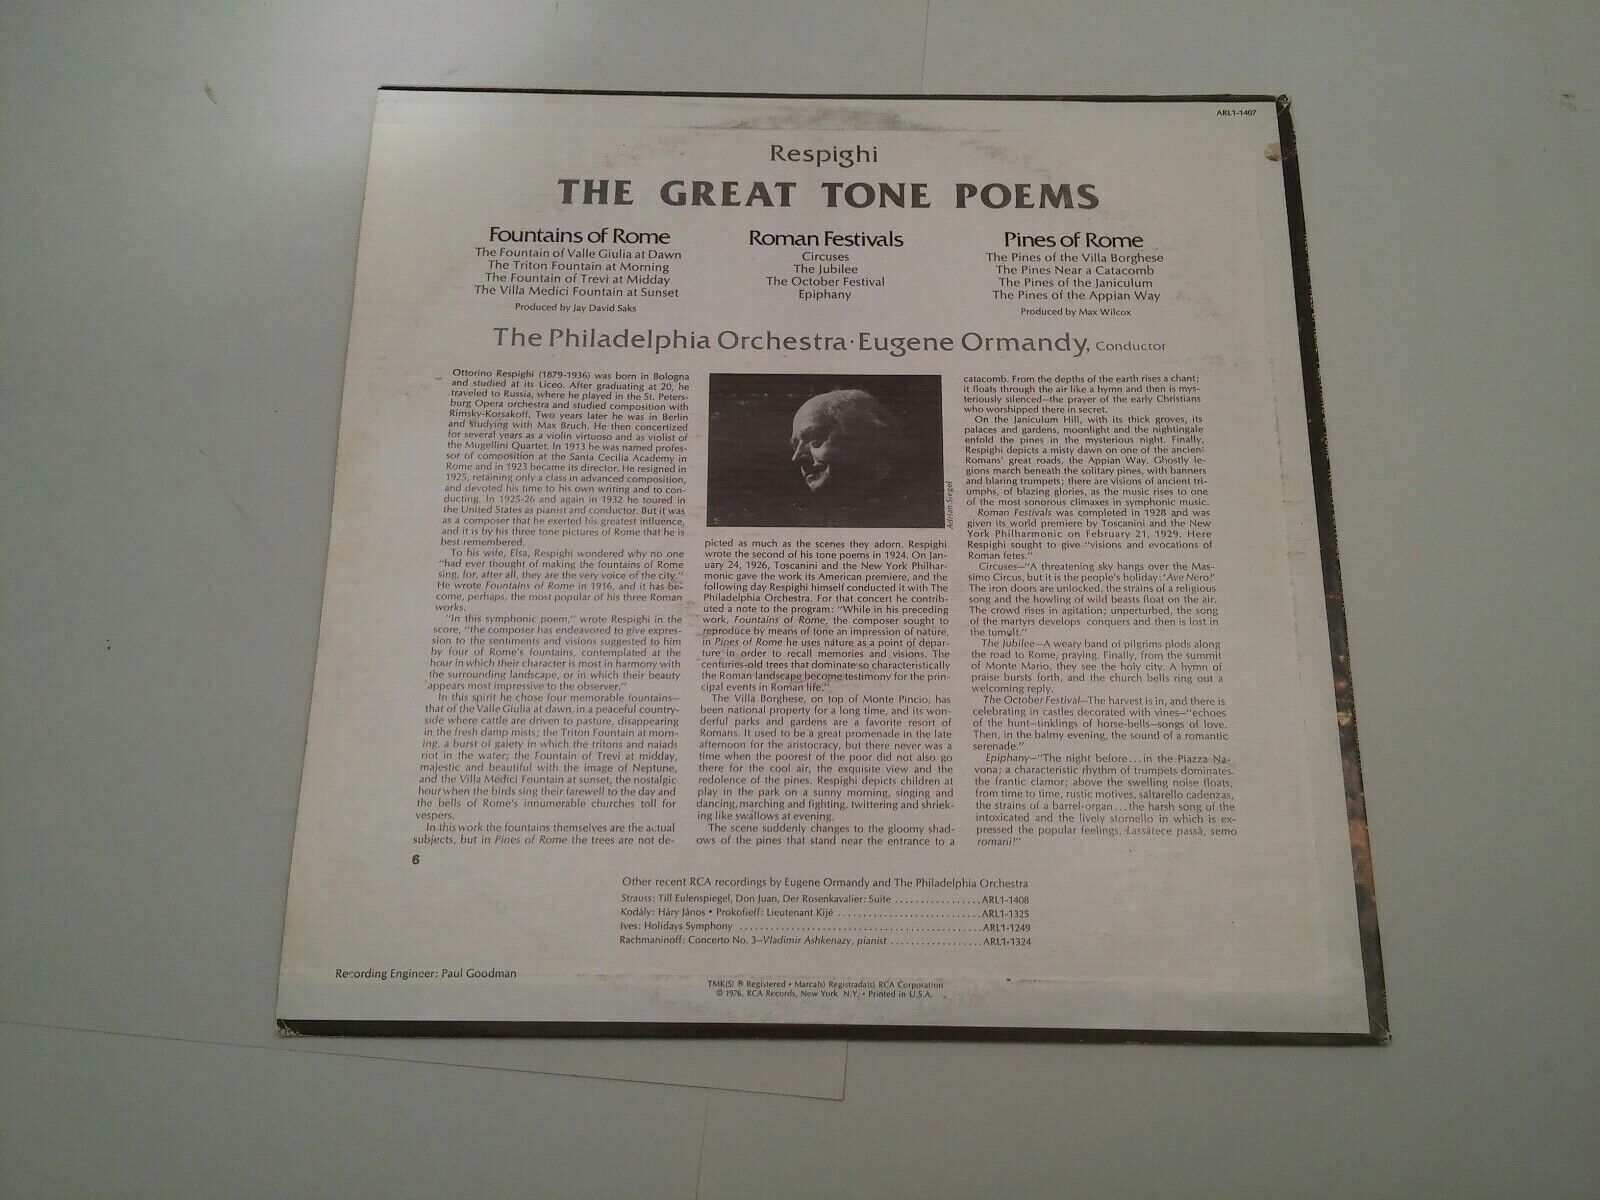 ARL1-1407
Respighi
THE GREAT TONE POEMS
Fountains of Rome
The Fountain of Valle Giulia at Dawn
The Triton Fountain at Morning
The Fountain of Trevi at Midday
The Villa Medici Fountain at Sunset
Produced by Jay David Saks
Roman Festivals
Circuses
The Jubilee
The October Festival
Epiphany
Pines of Rome
The Pines of the Villa Borghese
The Pines Near a Catacomb
The Pines of the Janiculum
The Pines of the Appian Way
Produced by Max Wilcox
The Philadelphia Orchestra·Eugene Ormandy, Conductor
Ottorino Respighi (1879-1936) was born in Bologna
and studied at its Liceo. After graduating at 20, he
traveled to Russia, where he played in the St. Peters-
burg Opera orchestra and studied composition with
Rimsky-Korsakoff. Two years later he was in Berlin
and studying with Max Bruch. He then concertized
for several years as a violin virtuoso and as violist of
the Mugellini Quartet. In 1913 he was named profes-
sor of composition at the Santa Cecilia Academy in
Rome and in 1923 became its director. He resigned in
1925, retaining only a class in advanced composition,
and devoted his time to his own writing and to con-
ducting. In 1925-26 and again in 1932 he toured in
the United States as pianist and conductor. But it was
as a composer that he exerted his greatest influence,
and it is by his three tone pictures of Rome that he is
best remembered.
To his wife, Elsa, Respighi wondered why no one
"had ever thought of making the fountains of Rome
sing, for, after all, they are the very voice of the city."
He wrote Fountains of Rome in 1916, and it has be-
come, perhaps, the most popular of his three Roman
works.
"In this symphonic poem," wrote Respighi in the
score, "the composer has endeavored to give expres-
sion to the sentiments and visions suggested to him
by four of Rome's fountains, contemplated at the
hour in which their character is most in harmony with
the surrounding landscape, or in which their beauty
appears most impressive to the observer."
In this spirit he chose four memorable fountains—
that of the Valle Giulia at dawn, in a peaceful country-
side where cattle are driven to pasture, disappearing
in the fresh damp mists; the Triton Fountain at morn-
ing, a burst of gaiety in which the tritons and naiads
riot in the water; the Fountain of Trevi at midday,
majestic and beautiful with the image of Neptune,
and the Villa Medici Fountain at sunset, the nostalgic
hour when the birds sing their farewell to the day and
the bells of Rome's innumerable churches toll for
vespers.
In this work the fountains themselves are the actual
subjects, but in Pines of Rome the trees are not de-
6
Adrian Siegel
picted as much as the scenes they adorn. Respighi
wrote the second of his tone poems in 1924. On Jan-
uary 24, 1926, Toscanini and the New York Philhar-
monic gave the work its American premiere, and the
following day Respighi himself conducted it with The
Philadelphia Orchestra. For that concert he contrib-
uted a note to the program: "While in his preceding
work, Fountains of Rome, the composer sought to
reproduce by means of tone an impression of nature,
in Pines of Rome he uses nature as a point of depar-
ture in order to recall memories and visions. The
centuries-old trees that dominate so characteristically
the Roman landscape become testimony for the prin-
cipal events in Roman life."
The Villa Borghese, on top of Monte Pincio, has
been national property for a long time, and its won-
derful parks and gardens are a favorite resort of
Romans. It used to be a great promenade in the late
afternoon for the aristocracy, but there never was a
time when the poorest of the poor did not also go
there for the cool air, the exquisite view and the
redolence of the pines. Respighi depicts children at
play in the park on a sunny morning, singing and
dancing, marching and fighting, twittering and shriek-
ing like swallows at evening.
The scene suddenly changes to the gloomy shad-
ows of the pines that stand near the entrance to a
catacomb. From the depths of the earth rises a chant;
it floats through the air like a hymn and then is mys-
teriously silenced—the prayer of the early Christians
who worshipped there in secret.
On the Janiculum Hill, with its thick groves, its
palaces and gardens, moonlight and the nightingale
enfold the pines in the mysterious night. Finally,
Respighi depicts a misty dawn on one of the ancient
Romans' great roads, the Appian Way. Ghostly le-
gions march beneath the solitary pines, with banners
and blaring trumpets; there are visions of ancient tri-
umphs, of blazing glories, as the music rises to one
of the most sonorous climaxes in symphonic music.
Roman Festivals was completed in 1928 and was
given its world premiere by Toscanini and the New
York Philharmonic on February 21, 1929. Here
Respighi sought to give "visions and evocations of
Roman fetes."
Circuses—"A threatening sky hangs over the Mas-
simo Circus, but it is the people's holiday: 'Ave Nero!'
The iron doors are unlocked, the strains of a religious
song and the howling of wild beasts float on the air.
The crowd rises in agitation; unperturbed, the song
of the martyrs develops, conquers and then is lost in
the tumult."
The Jubilee—A weary band of pilgrims plods along
the road to Rome, praying. Finally, from the summit
of Monte Mario, they see the holy city. A hymn of
praise bursts forth, and the church bells ring out a
welcoming reply.
The October Festival—The harvest is in, and there is
celebrating in castles decorated with vines—"echoes
of the hunt—tinklings of horse-bells—songs of love.
Then, in the balmy evening, the sound of a romantic
serenade."
Epiphany—"The night before...in the Piazza Na-
vona; a characteristic rhythm of trumpets dominates
the frantic clamor; above the swelling noise floats,
from time to time, rustic motives, saltarello cadenzas,
the strains of a barrel-organ...the harsh song of the
intoxicated and the lively stornello in which is ex-
pressed the popular feelings. 'Lassàtece passà, semo
romani!'"
Other recent RCA recordings by Eugene Ormandy and The Philadelphia Orchestra
Strauss: Till Eulenspiegel, Don Juan, Der Rosenkavalier: Suite ................ARL1-1408
Kodály: Háry János • Prokofieff: Lieutenant Kijé ..........................ARL1-1325
Ives: Holidays Symphony .......................................ARL1-1249
Rachmaninoff: Concerto No. 3—Vladimir Ashkenazy, pianist .................ARL1-1324
Recording Engineer: Paul Goodman
TMK(S) ® Registered • Marca(s) Registrada(s) RCA Corporation
© 1976, RCA Records, New York, N.Y. • Printed in U.S.A.